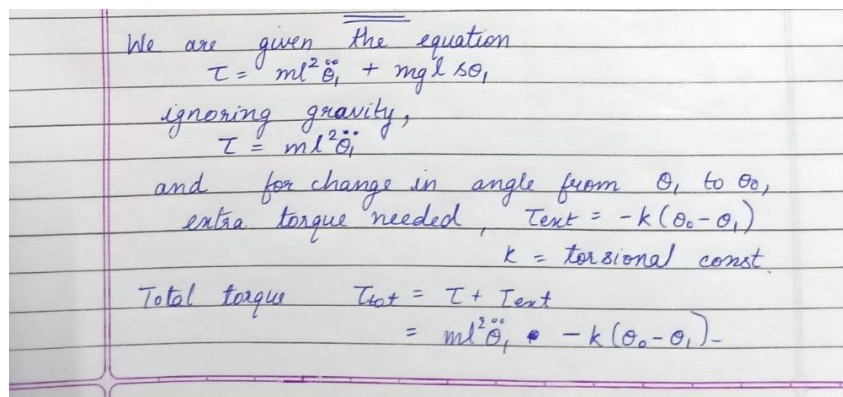 We are given the equation
τ = ml²θ̈₁ + mgl sθ₁
ignoring gravity,
τ = ml²θ̈₁
and for change in angle from θ₁ to θ₀,
extra torque needed, τext = -k(θ₀ - θ₁)
k = torsional const.
Total torque τtot = τ + τext
= ml²θ̈₁ - k(θ₀ - θ₁)-